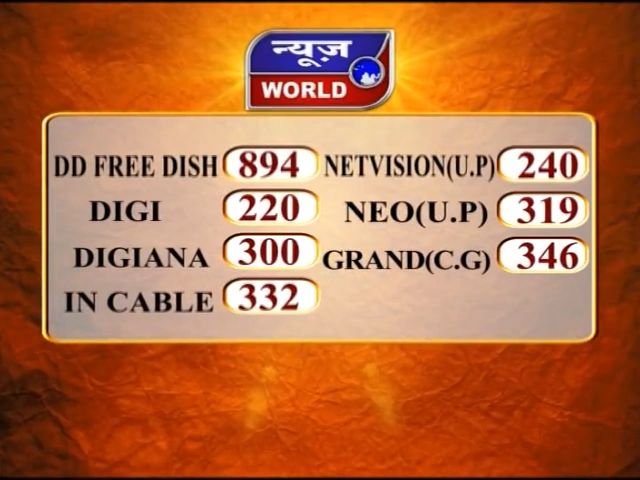 न्यूज़
WORLD
DD FREE DISH 894 NETVISION(U.P) 240
DIGI 220 NEO(U.P) 319
DIGIANA 300 GRAND(C.G) 346
IN CABLE 332